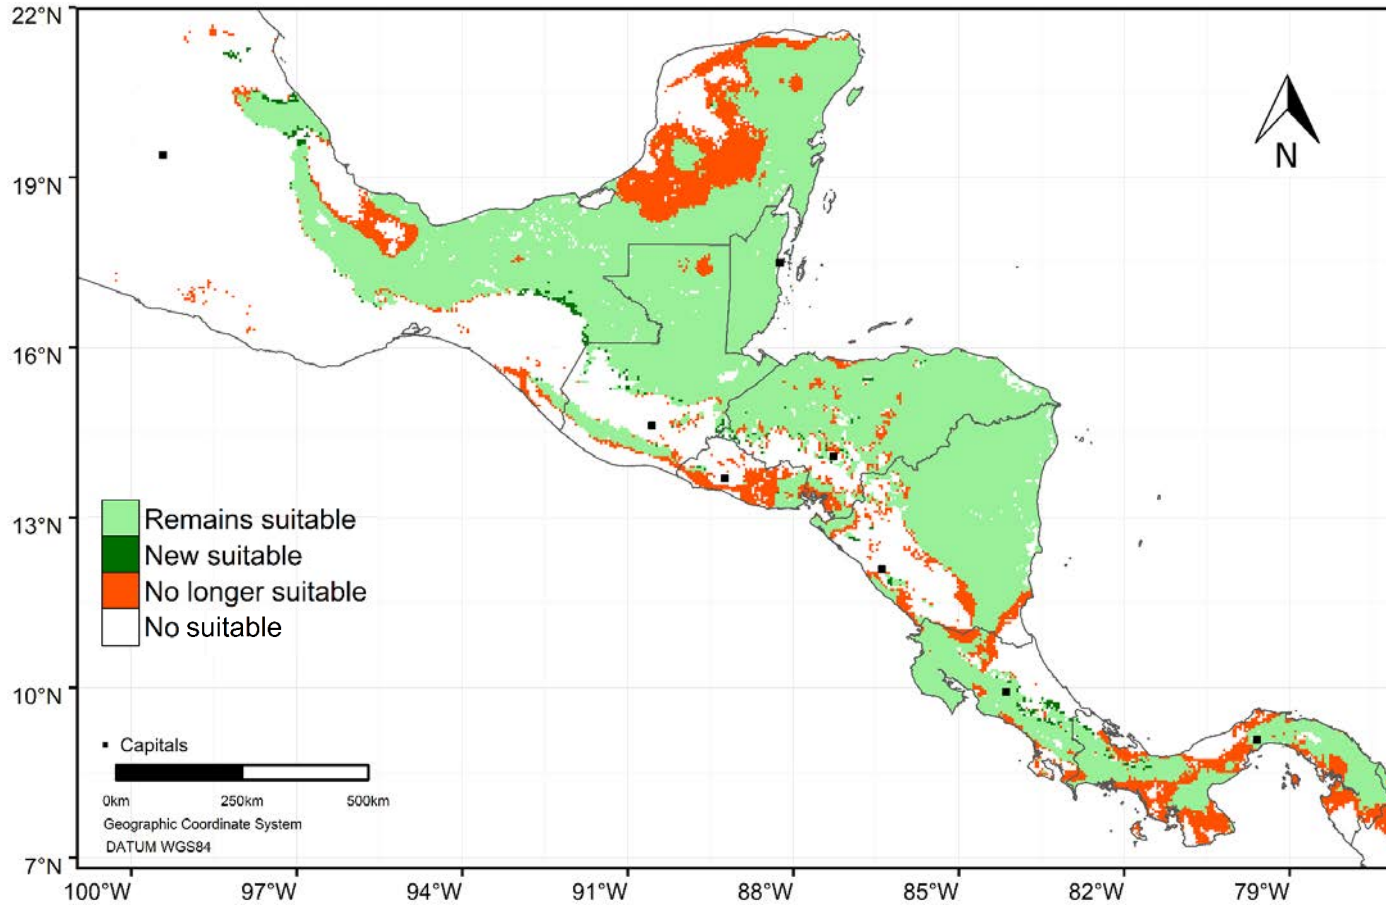 22°N
19°N
16°N
13°N
10°N
7°N
N
Remains suitable
New suitable
No longer suitable
No suitable
Capitals
0km 250km 500km
Geographic Coordinate System
DATUM WGS84
100°W 97°W 94°W 91°W 88°W 85°W 82°W 79°W